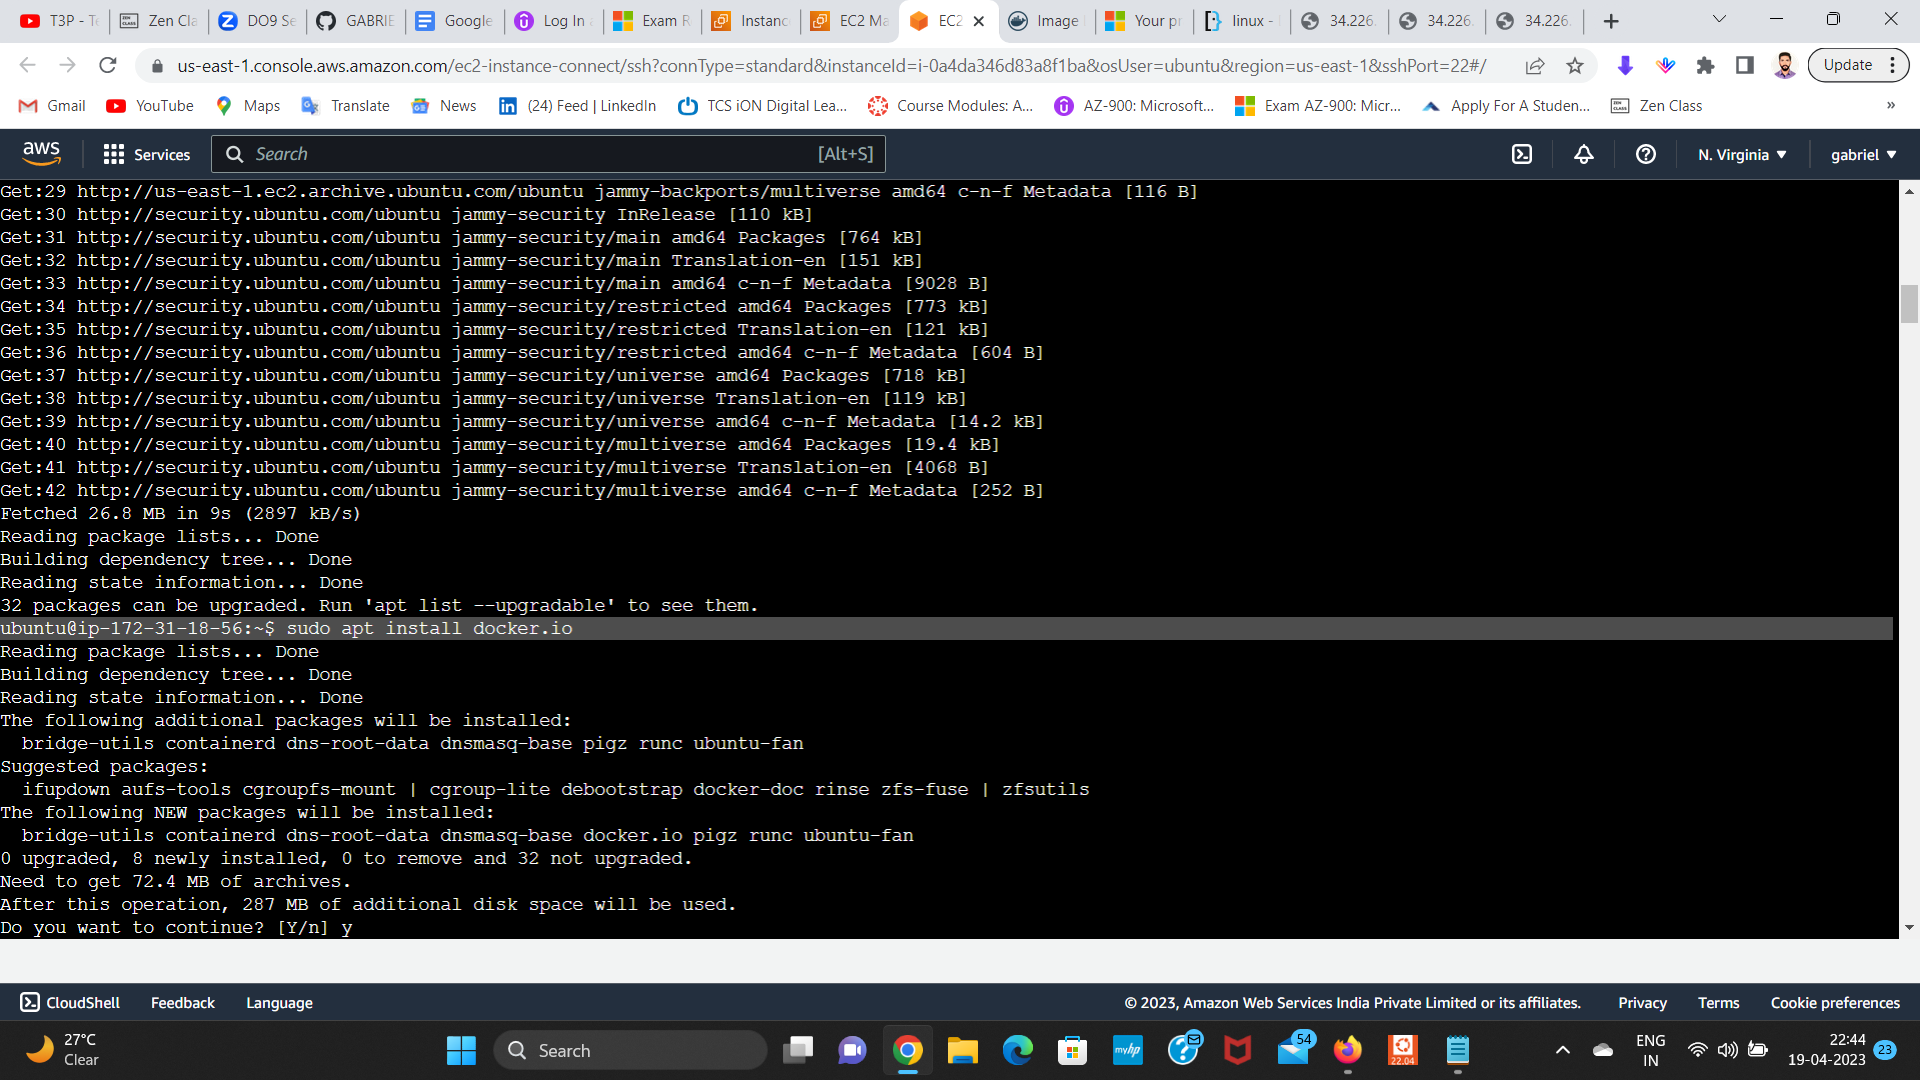 T3P - Te
Zen Cla
DO9 Se
GABRIE
Google
Log In
Exam R
Instanc
EC2 Ma
EC2
Image
Your pr
linux -
34.226.
34.226.
34.226.
us-east-1.console.aws.amazon.com/ec2-instance-connect/ssh?connType=standard&instanceId=i-0a4da346d83a8f1ba&osUser=ubuntu&region=us-east-1&sshPort=22#/
Update
Gmail
YouTube
Maps
Translate
News
(24) Feed | LinkedIn
TCS iON Digital Lea...
Course Modules: A...
AZ-900: Microsoft...
Exam AZ-900: Micr...
Apply For A Studen...
Zen Class
»
aws
Services
Search
[Alt+S]
N. Virginia
gabriel
Get:29 http://us-east-1.ec2.archive.ubuntu.com/ubuntu jammy-backports/multiverse amd64 c-n-f Metadata [116 B]
Get:30 http://security.ubuntu.com/ubuntu jammy-security InRelease [110 kB]
Get:31 http://security.ubuntu.com/ubuntu jammy-security/main amd64 Packages [764 kB]
Get:32 http://security.ubuntu.com/ubuntu jammy-security/main Translation-en [151 kB]
Get:33 http://security.ubuntu.com/ubuntu jammy-security/main amd64 c-n-f Metadata [9028 B]
Get:34 http://security.ubuntu.com/ubuntu jammy-security/restricted amd64 Packages [773 kB]
Get:35 http://security.ubuntu.com/ubuntu jammy-security/restricted Translation-en [121 kB]
Get:36 http://security.ubuntu.com/ubuntu jammy-security/restricted amd64 c-n-f Metadata [604 B]
Get:37 http://security.ubuntu.com/ubuntu jammy-security/universe amd64 Packages [718 kB]
Get:38 http://security.ubuntu.com/ubuntu jammy-security/universe Translation-en [119 kB]
Get:39 http://security.ubuntu.com/ubuntu jammy-security/universe amd64 c-n-f Metadata [14.2 kB]
Get:40 http://security.ubuntu.com/ubuntu jammy-security/multiverse amd64 Packages [19.4 kB]
Get:41 http://security.ubuntu.com/ubuntu jammy-security/multiverse Translation-en [4068 B]
Get:42 http://security.ubuntu.com/ubuntu jammy-security/multiverse amd64 c-n-f Metadata [252 B]
Fetched 26.8 MB in 9s (2897 kB/s)
Reading package lists... Done
Building dependency tree... Done
Reading state information... Done
32 packages can be upgraded. Run 'apt list --upgradable' to see them.
ubuntu@ip-172-31-18-56:~$ sudo apt install docker.io
Reading package lists... Done
Building dependency tree... Done
Reading state information... Done
The following additional packages will be installed:
bridge-utils containerd dns-root-data dnsmasq-base pigz runc ubuntu-fan
Suggested packages:
ifupdown aufs-tools cgroupfs-mount | cgroup-lite debootstrap docker-doc rinse zfs-fuse | zfsutils
The following NEW packages will be installed:
bridge-utils containerd dns-root-data dnsmasq-base docker.io pigz runc ubuntu-fan
0 upgraded, 8 newly installed, 0 to remove and 32 not upgraded.
Need to get 72.4 MB of archives.
After this operation, 287 MB of additional disk space will be used.
Do you want to continue? [Y/n] y
CloudShell
Feedback
Language
© 2023, Amazon Web Services India Private Limited or its affiliates.
Privacy
Terms
Cookie preferences
27°C
Clear
Search
myhp
54
22.04
ENG
IN
22:44
19-04-2023
23